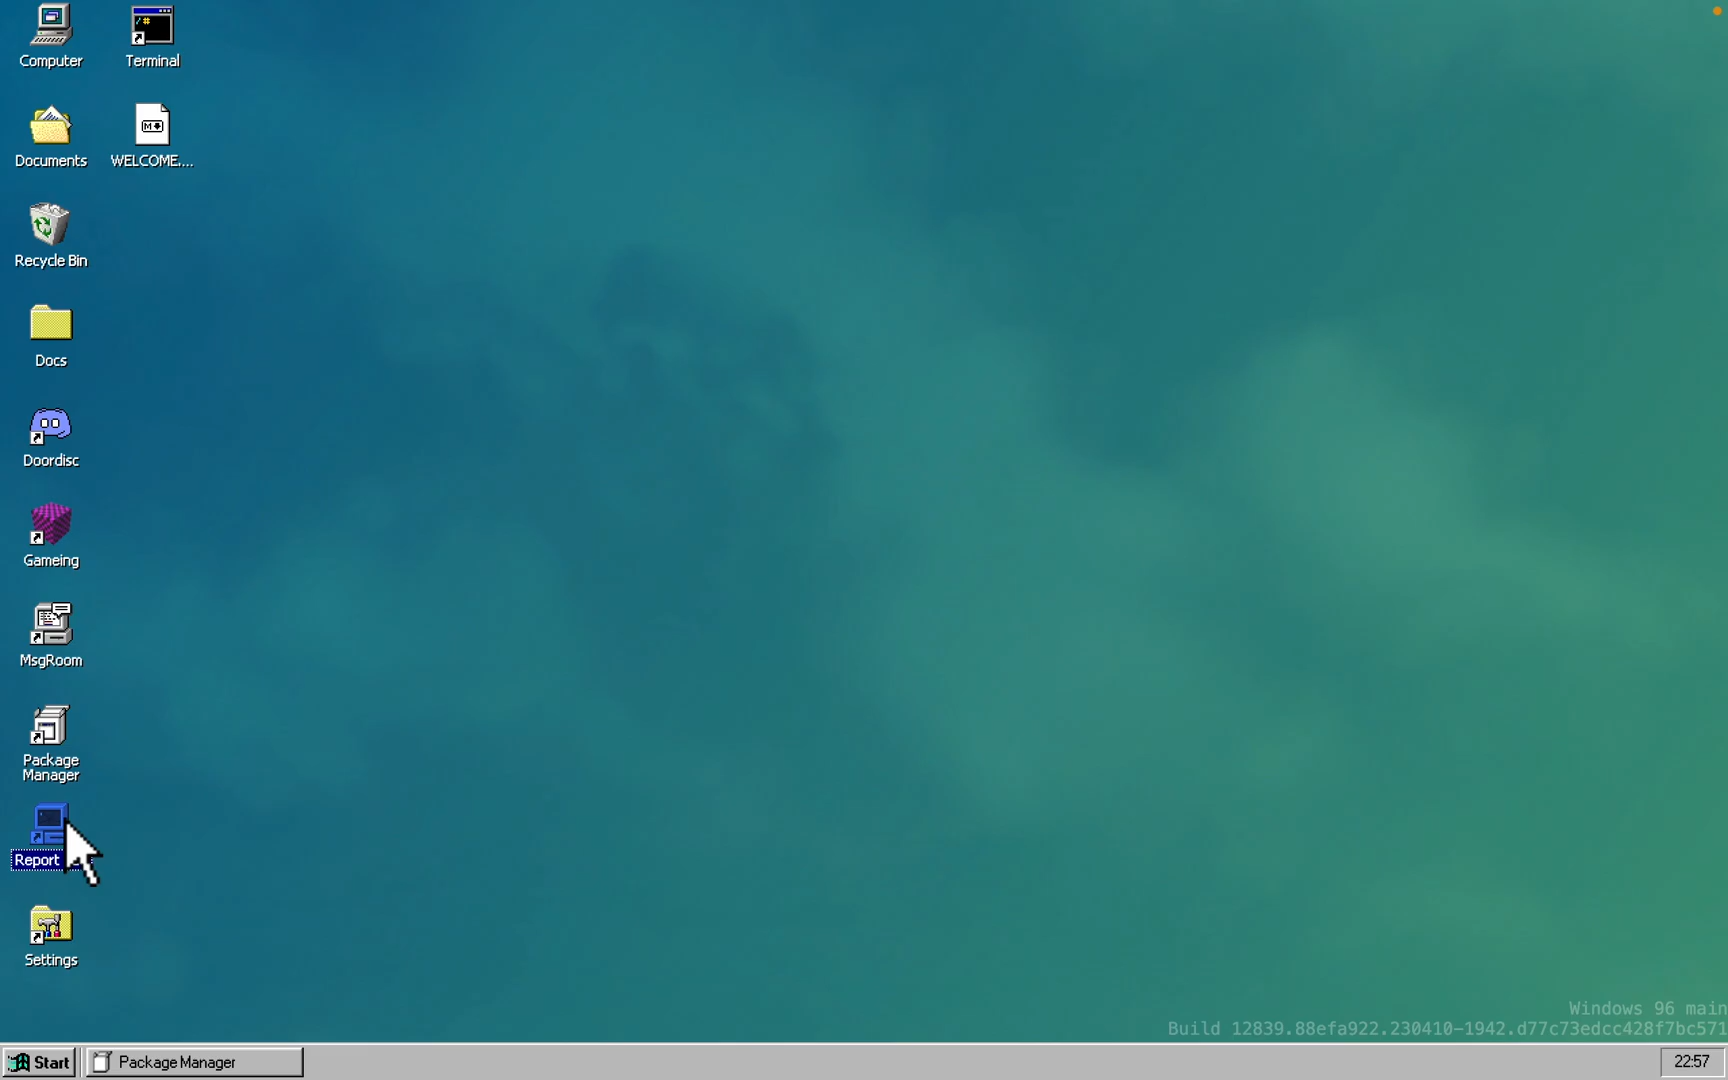 Computer
Terminal
Documents
WELCOME....
Recycle Bin
Docs
Doordisc
Gameing
MsgRoom
Package
Manager
Report
Settings
Windows 96 main
Build 12839.88efa922.230410-1942.d77c73edcc428f7bc571
Start
Package Manager
22:57